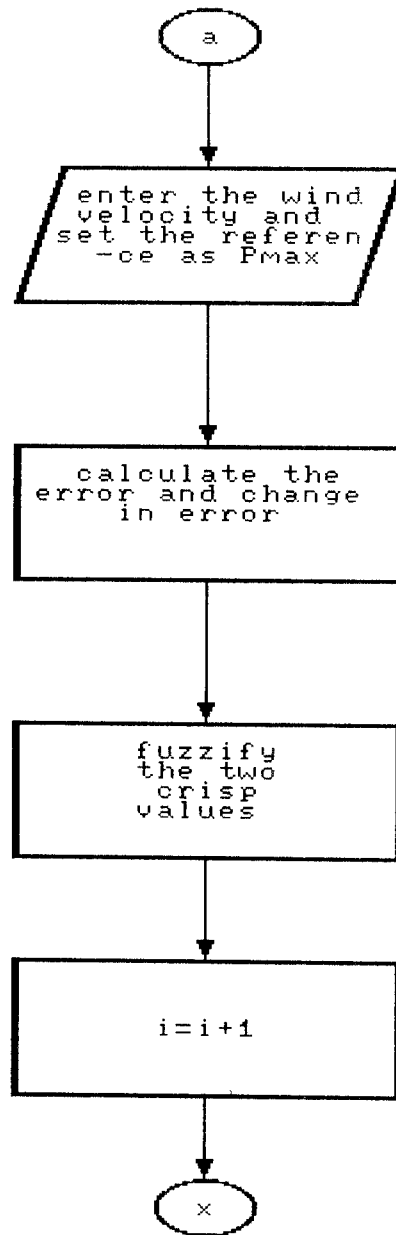 a
enter the wind
velocity and
set the referen
-ce as Pmax
calculate the
error and change
in error
fuzzify
the two
crisp
values
i=i+1
x